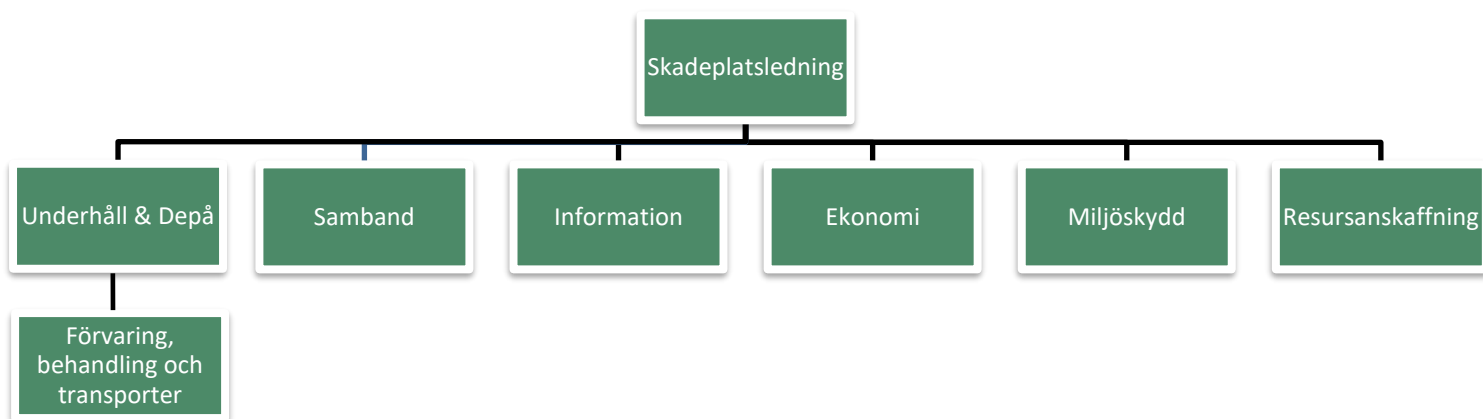 Skadeplatsledning
Underhåll & Depå
Samband
Information
Ekonomi
Miljöskydd
Resursanskaffning
Förvaring,
behandling och
transporter